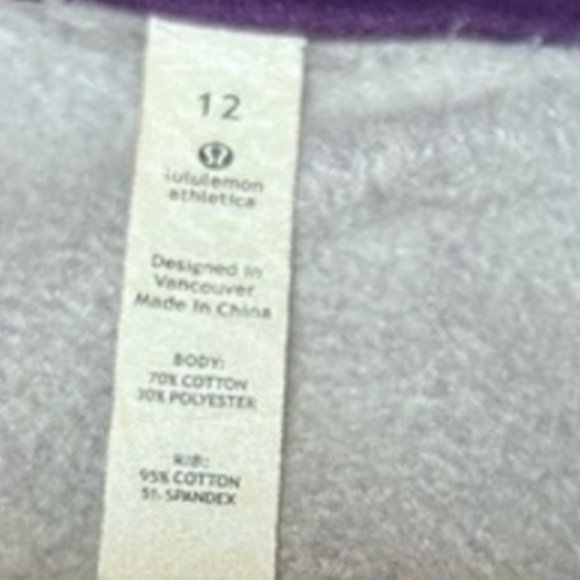 12
lululemon
athletica
Designed in
Vancouver
Made In China
BODY:
70% COTTON
30% POLYESTER
RIB:
95% COTTON
5% SPANDEX